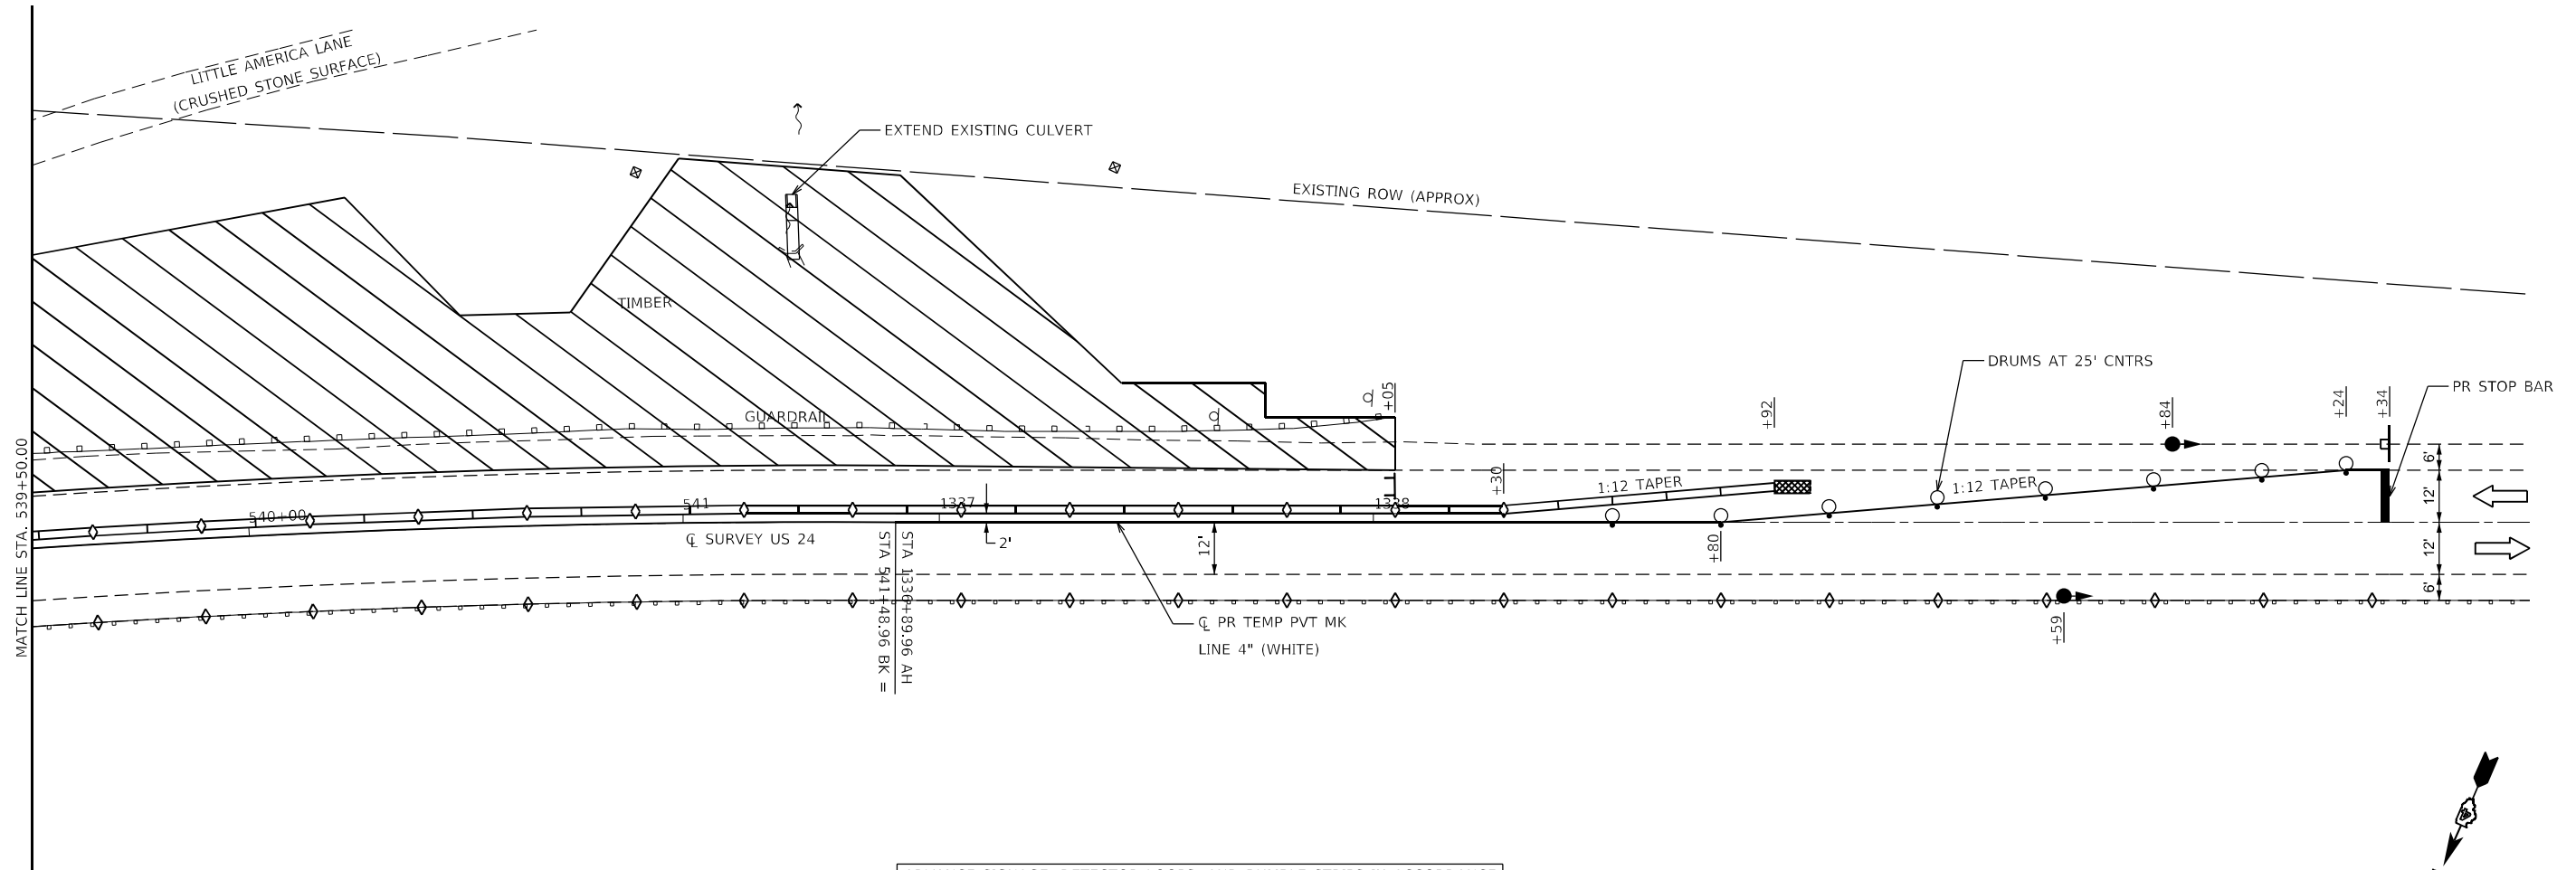 LITTLE AMERICA LANE
(CRUSHED STONE SURFACE)
EXTEND EXISTING CULVERT
EXISTING ROW (APPROX)
TIMBER
GUARDRAIL
DRUMS AT 25' CNTRS
PR STOP BAR
+05
+92
+84
+24
+34
+30
1:12 TAPER
1:12 TAPER
6'
12'
12'
6'
540+00
541
1337
1338
℄ SURVEY US 24
2'
12'
+80
+59
STA 541+48.96 BK =
STA 1336+89.96 AH
℄ PR TEMP PVT MK
LINE 4" (WHITE)
MATCH LINE STA. 539+50.00